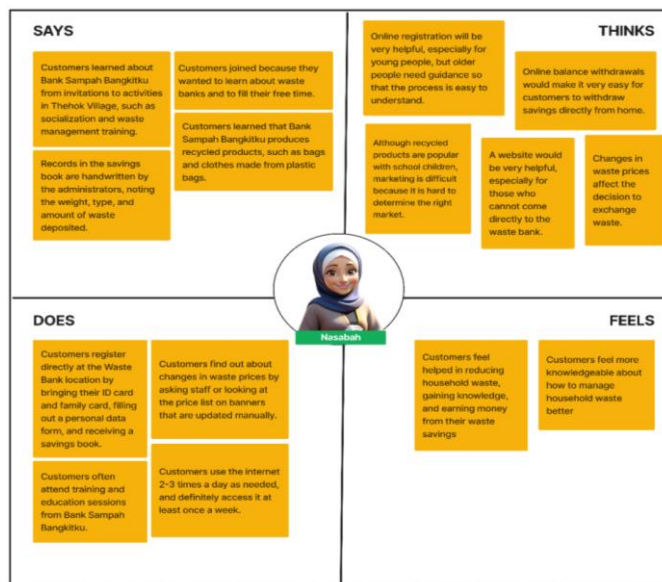 SAYS
Customers learned about
Bank Sampah Bangkitku
from invitations to activities
in Thehok Village, such as
socialization and waste
management training.
Customers joined because they
wanted to learn about waste
banks and to fill their free time.
Customers learned that Bank
Sampah Bangkitku produces
recycled products, such as bags
and clothes made from plastic
bags.
Records in the savings
book are handwritten by
the administrators, noting
the weight, type, and
amount of waste
deposited.
THINKS
Online registration will be
very helpful, especially for
young people, but older
people need guidance so
that the process is easy to
understand.
Online balance withdrawals
would make it very easy for
customers to withdraw
savings directly from home.
Although recycled
products are popular
with school children,
marketing is difficult
because it is hard to
determine the right
market.
A website would
be very helpful,
especially for
those who
cannot come
directly to the
waste bank.
Changes in
waste prices
affect the
decision to
exchange
waste.
Nasabah
DOES
Customers register
directly at the Waste
Bank location by
bringing their ID card
and family card, filling
out a personal data
form, and receiving a
savings book.
Customers find out about
changes in waste prices by
asking staff or looking at
the price list on banners
that are updated manually.
Customers often
attend training and
education sessions
from Bank Sampah
Bangkitku.
Customers use the internet
2-3 times a day as needed,
and definitely access it at
least once a week.
FEELS
Customers feel
helped in reducing
household waste,
gaining knowledge,
and earning money
from their waste
savings
Customers feel more
knowledgeable about
how to manage
household waste
better